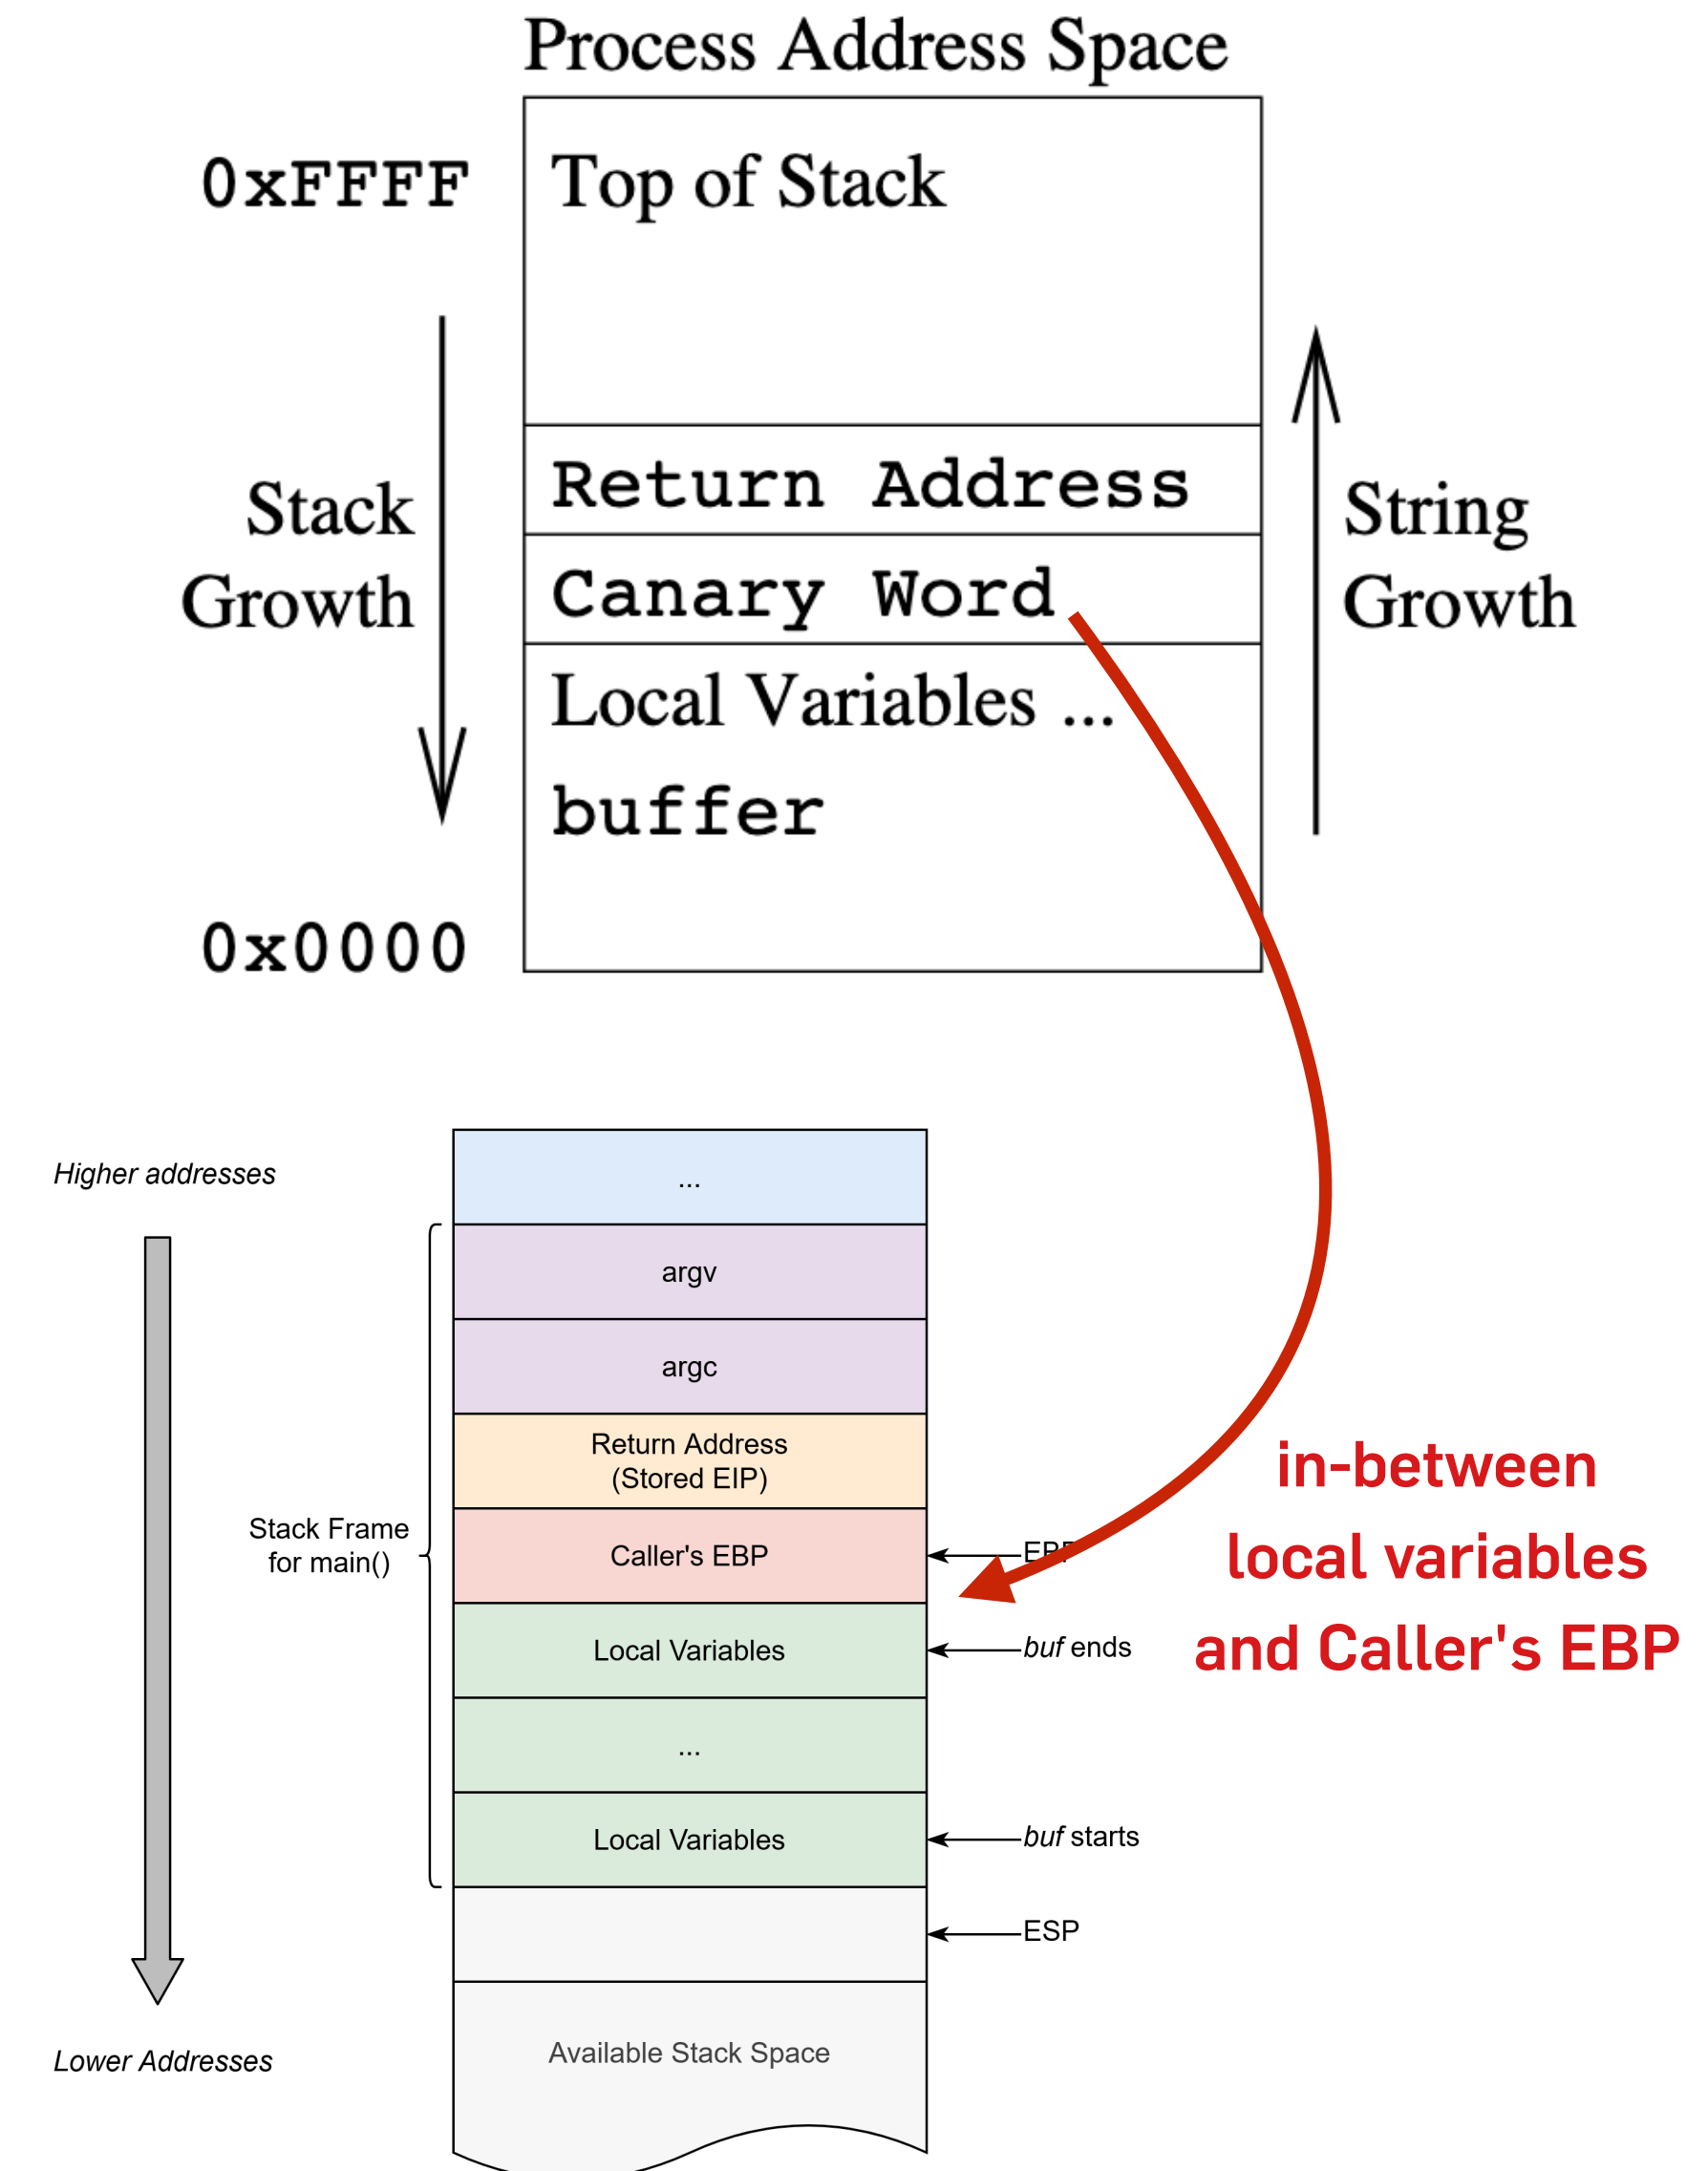 Process Address Space
0xFFFF
Top of Stack
Return Address
Stack
Growth
String
Growth
Canary Word
Local Variables ...
buffer
0x0000
Higher addresses
...
argv
argc
Return Address
(Stored EIP)
Stack Frame
for main()
Caller's EBP
EBP
in-between
local variables
and Caller's EBP
Local Variables
buf ends
...
Local Variables
buf starts
ESP
Available Stack Space
Lower Addresses